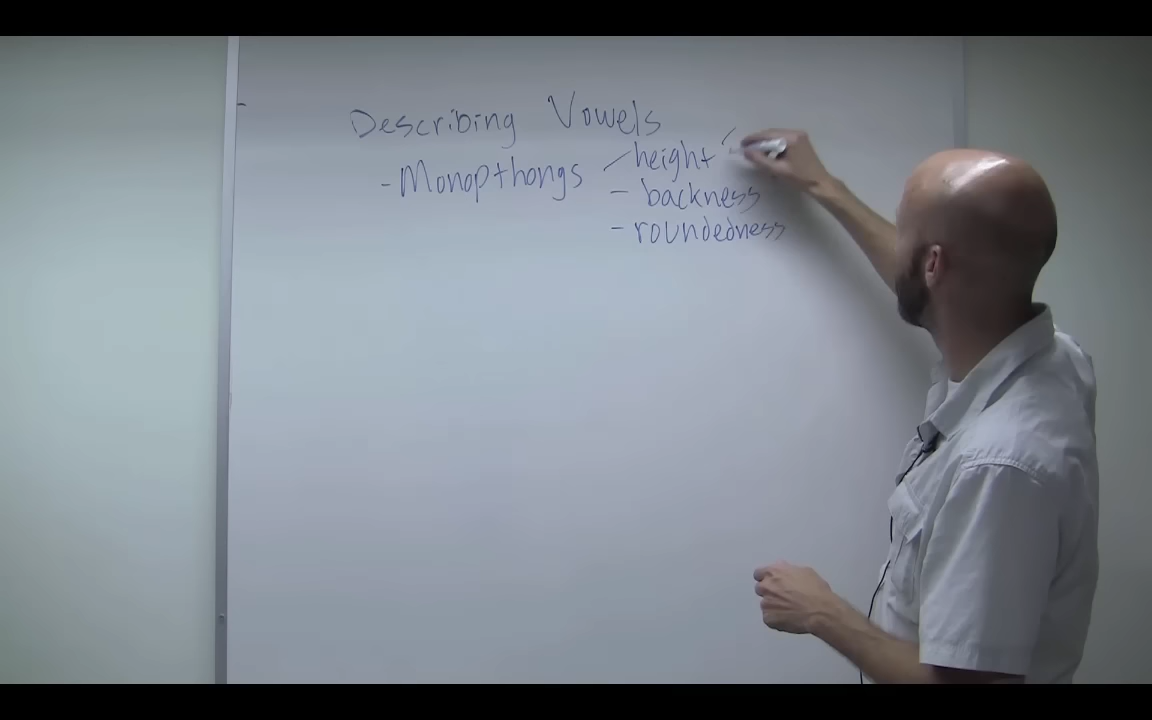 Describing Vowels
- Monopthongs - height
- backness
- roundedness